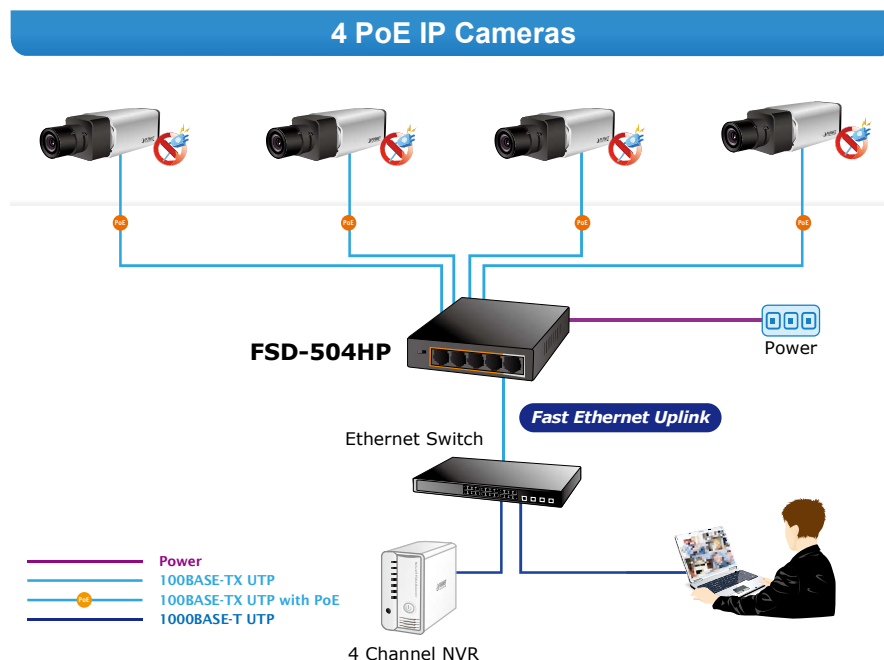 4 PoE IP Cameras
PoE
PoE
PoE
PoE
FSD-504HP
Power
Fast Ethernet Uplink
Ethernet Switch
Power
100BASE-TX UTP
PoE
100BASE-TX UTP with PoE
1000BASE-T UTP
4 Channel NVR